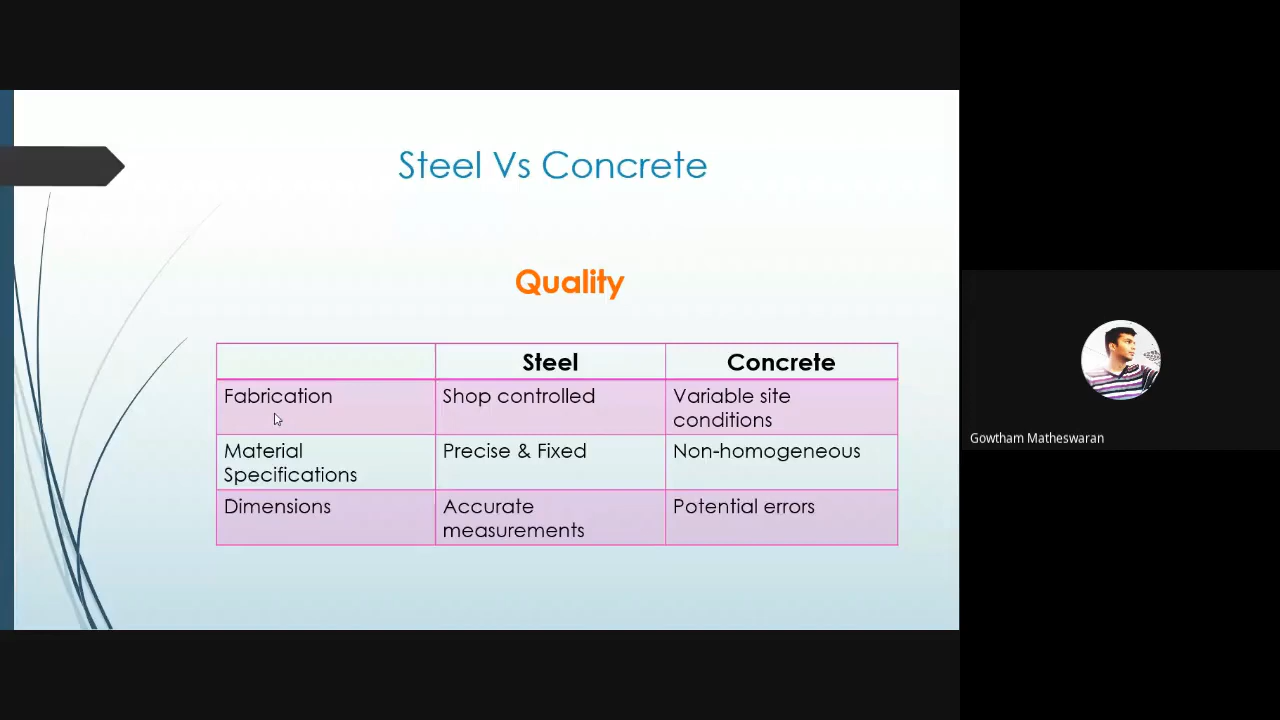 Steel Vs Concrete
Quality
Steel Concrete
Fabrication Shop controlled Variable site
conditions
Material Precise & Fixed Non-homogeneous
Specifications
Dimensions Accurate Potential errors
measurements
Gowtham Matheswaran